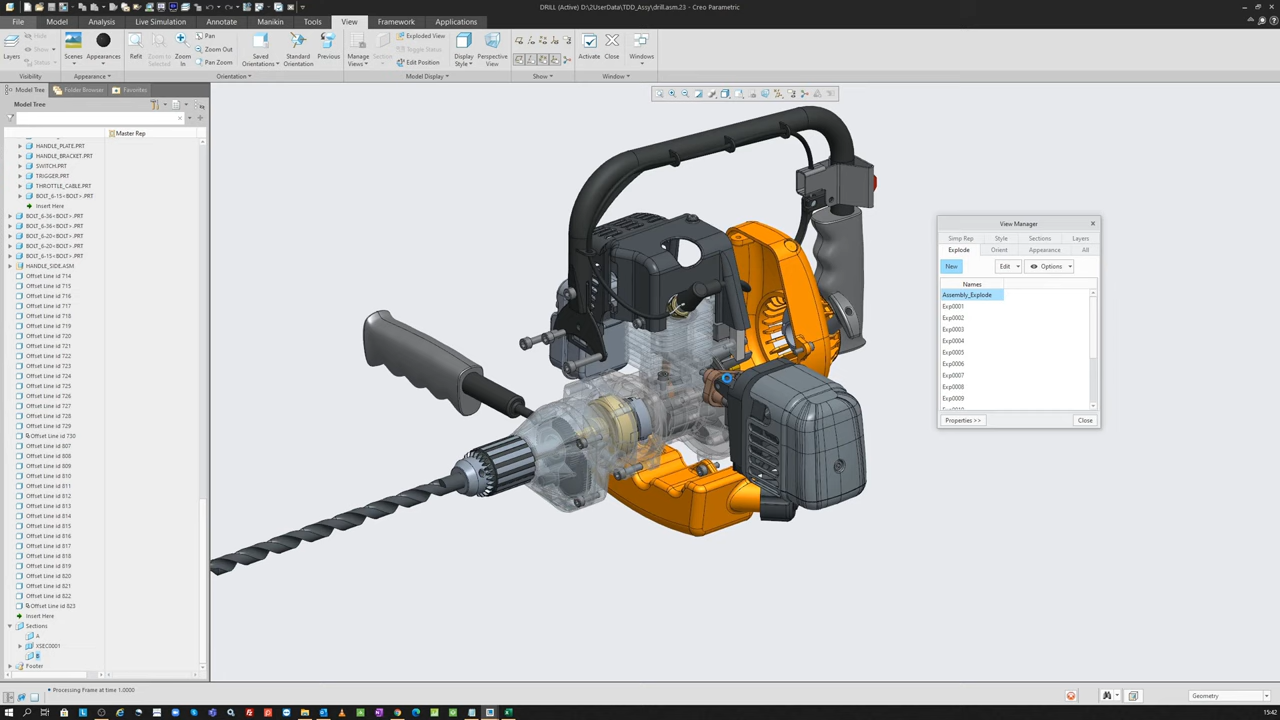 DRILL (Active) D:\2UserData\TDD_Assy\drill.asm.23 - Creo Parametric
File Model Analysis Live Simulation Annotate Manikin Tools View Framework Applications
Hide
Show
Status
Layers
Visibility
Scenes
Appearances
Appearance
Refit
Zoom to Selected
Zoom In
Pan
Zoom Out
Pan Zoom
Saved Orientations
Standard Orientation
Previous
Orientation
Manage Views
Section
Exploded View
Toggle Status
Edit Position
Display Style
Perspective View
Model Display
Show
Activate
Close
Windows
Window
Model Tree Folder Browser Favorites
Model Tree
Master Rep
HANDLE_PLATE.PRT
HANDLE_BRACKET.PRT
SWITCH.PRT
TRIGGER.PRT
THROTTLE_CABLE.PRT
BOLT_6-15<BOLT>.PRT
Insert Here
BOLT_6-36<BOLT>.PRT
BOLT_6-36<BOLT>.PRT
BOLT_6-20<BOLT>.PRT
BOLT_6-20<BOLT>.PRT
BOLT_6-15<BOLT>.PRT
HANDLE_SIDE.ASM
Offset Line id 714
Offset Line id 715
Offset Line id 716
Offset Line id 717
Offset Line id 718
Offset Line id 719
Offset Line id 720
Offset Line id 721
Offset Line id 722
Offset Line id 723
Offset Line id 724
Offset Line id 725
Offset Line id 726
Offset Line id 727
Offset Line id 728
Offset Line id 729
Offset Line id 730
Offset Line id 807
Offset Line id 808
Offset Line id 809
Offset Line id 810
Offset Line id 811
Offset Line id 812
Offset Line id 813
Offset Line id 814
Offset Line id 815
Offset Line id 816
Offset Line id 817
Offset Line id 818
Offset Line id 819
Offset Line id 820
Offset Line id 821
Offset Line id 822
Offset Line id 823
Insert Here
Sections
A
XSEC0001
B
Footer
View Manager
Simp Rep Style Sections Layers
Explode Orient Appearance All
New Edit Options
Names
Assembly_Explode
Exp0001
Exp0002
Exp0003
Exp0004
Exp0005
Exp0006
Exp0007
Exp0008
Exp0009
Properties >> Close
Processing Frame at time 1.0000
Geometry
15:42